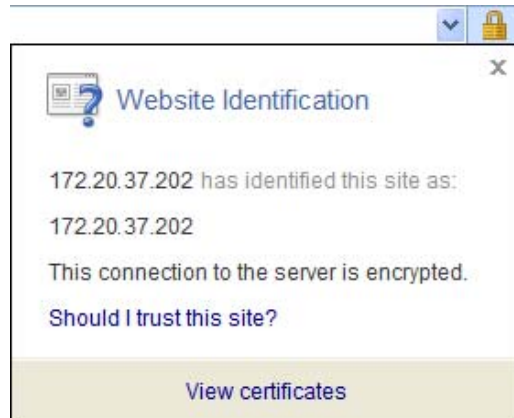 Website Identification
172.20.37.202 has identified this site as:
172.20.37.202
This connection to the server is encrypted.
Should I trust this site?
View certificates